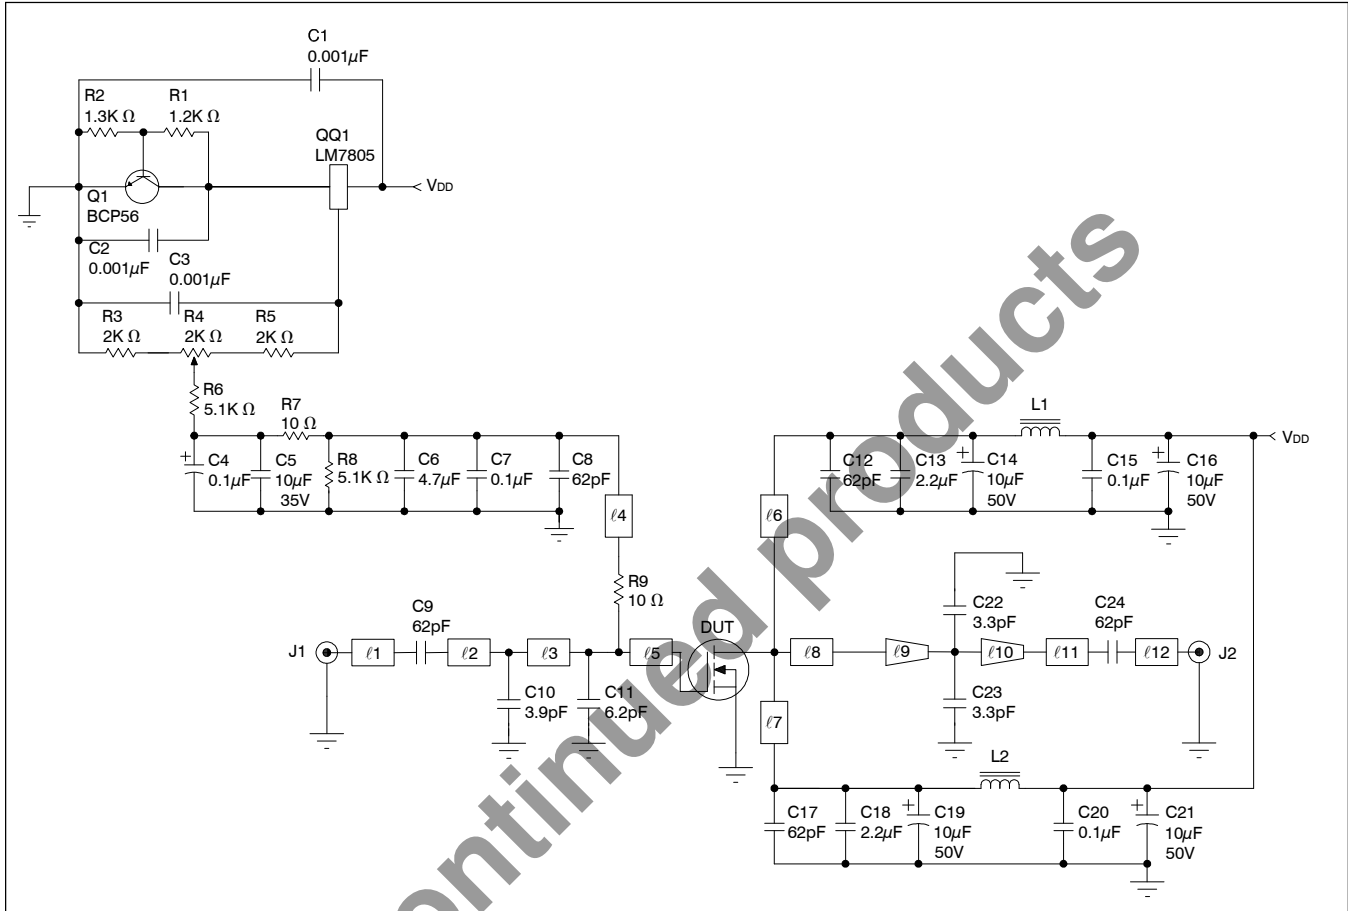 C1
0.001µF
R2
1.3K Ω
R1
1.2K Ω
QQ1
LM7805
VDD
Q1
BCP56
C2
0.001µF
C3
0.001µF
R3
2K Ω
R4
2K Ω
R5
2K Ω
R6
5.1K Ω
R7
10 Ω
C4
0.1µF
C5
10µF
35V
R8
5.1K Ω
C6
4.7µF
C7
0.1µF
C8
62pF
ℓ4
R9
10 Ω
L1
VDD
C12
62pF
C13
2.2µF
C14
10µF
50V
C15
0.1µF
C16
10µF
50V
ℓ6
J1
ℓ1
C9
62pF
ℓ2
ℓ3
ℓ5
DUT
C10
3.9pF
C11
6.2pF
ℓ8
ℓ9
C22
3.3pF
ℓ10
ℓ11
C24
62pF
ℓ12
J2
C23
3.3pF
ℓ7
L2
C17
62pF
C18
2.2µF
C19
10µF
50V
C20
0.1µF
C21
10µF
50V
ontinued products